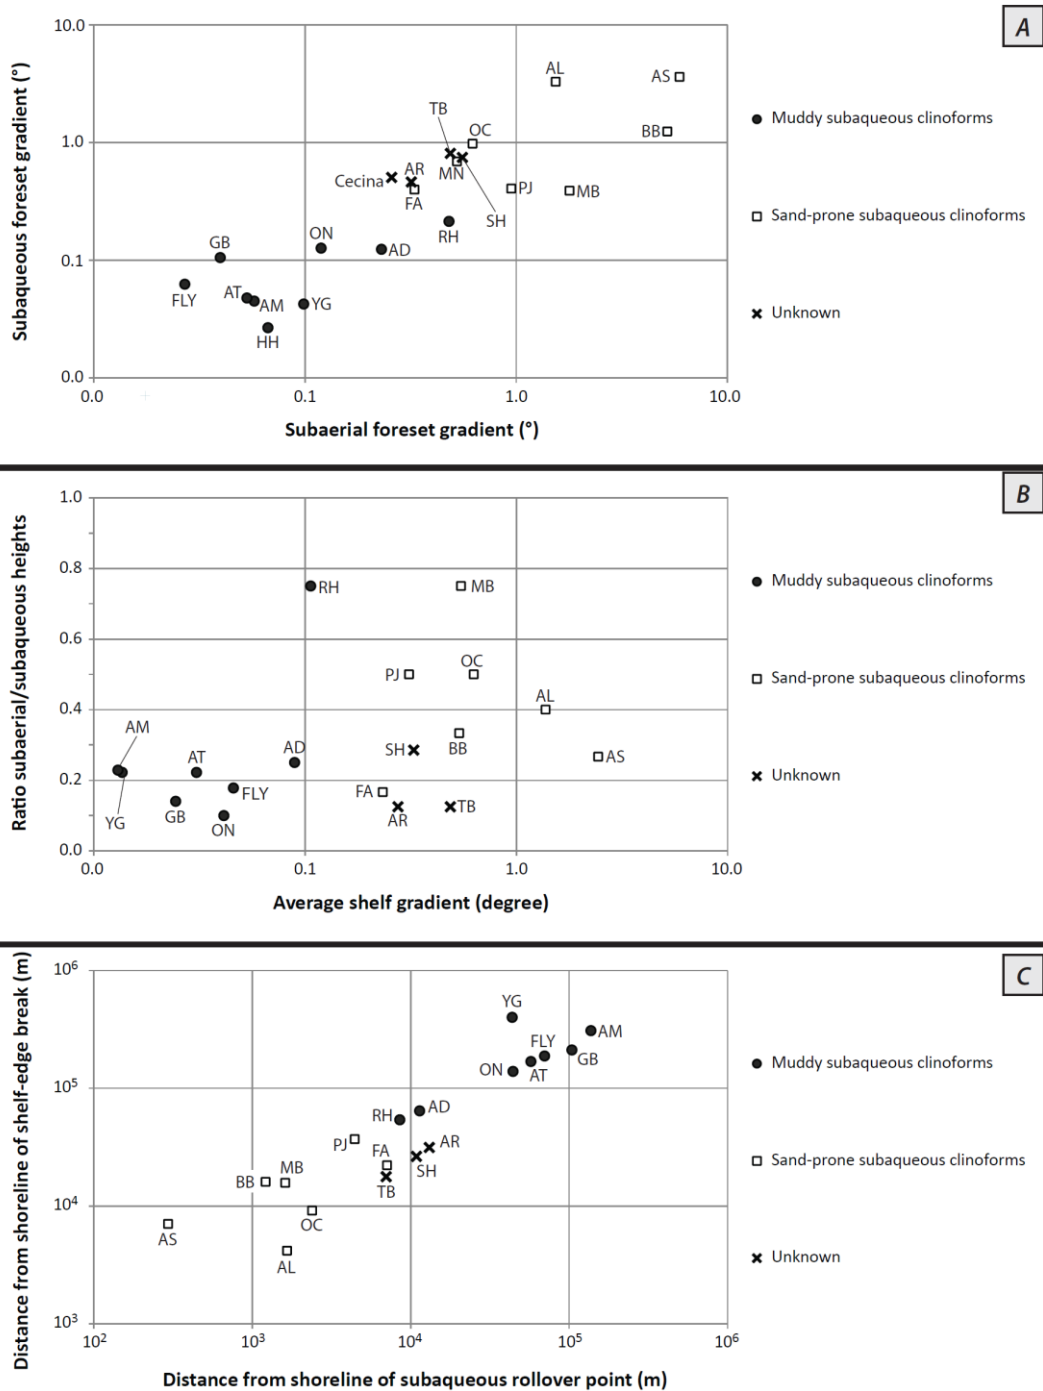 A
10.0
1.0
0.1
0.0
0.0
0.1
1.0
10.0
Subaqueous foreset gradient (°)
Subaerial foreset gradient (°)
AL
AS
BB
TB
OC
AR
MN
Cecina
FA
PJ
MB
SH
RH
ON
AD
GB
FLY
AT
AM
YG
HH
Muddy subaqueous clinoforms
Sand-prone subaqueous clinoforms
Unknown
B
1.0
0.8
0.6
0.4
0.2
0.0
0.0
0.1
1.0
10.0
Ratio subaerial/subaqueous heights
Average shelf gradient (degree)
RH
MB
PJ
OC
AL
AM
AD
SH
BB
AS
AT
FLY
FA
YG
GB
ON
AR
TB
Muddy subaqueous clinoforms
Sand-prone subaqueous clinoforms
Unknown
C
10⁶
10⁵
10⁴
10³
10²
10³
10⁴
10⁵
10⁶
Distance from shoreline of shelf-edge break (m)
Distance from shoreline of subaqueous rollover point (m)
YG
AM
FLY
GB
ON
AT
RH
AD
PJ
FA
AR
SH
BB
MB
TB
OC
AS
AL
Muddy subaqueous clinoforms
Sand-prone subaqueous clinoforms
Unknown